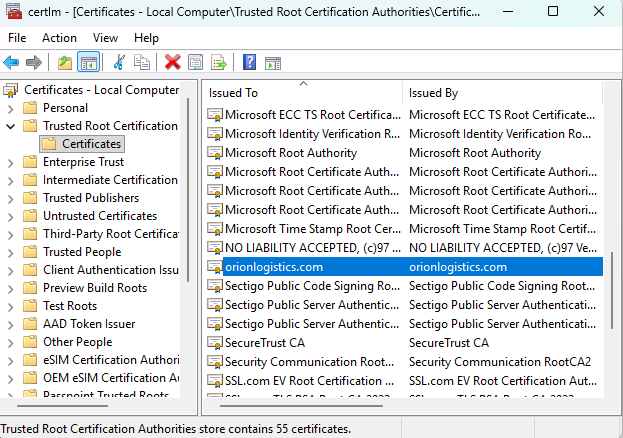 certlm - [Certificates - Local Computer\Trusted Root Certification Authorities\Certific...
File Action View Help
Certificates - Local Computer
Personal
Trusted Root Certification
Certificates
Enterprise Trust
Intermediate Certification
Trusted Publishers
Untrusted Certificates
Third-Party Root Certificat
Trusted People
Client Authentication Issu
Preview Build Roots
Test Roots
AAD Token Issuer
Other People
eSIM Certification Authori
OEM eSIM Certification Au
Passpoint Trusted Roots
Issued To Issued By
Microsoft ECC TS Root Certifica... Microsoft ECC TS Root Certificate...
Microsoft Identity Verification R... Microsoft Identity Verification Ro...
Microsoft Root Authority Microsoft Root Authority
Microsoft Root Certificate Auth... Microsoft Root Certificate Authori...
Microsoft Root Certificate Auth... Microsoft Root Certificate Authori...
Microsoft Root Certificate Auth... Microsoft Root Certificate Authori...
Microsoft Time Stamp Root Cer... Microsoft Time Stamp Root Certif...
NO LIABILITY ACCEPTED, (c)97 ... NO LIABILITY ACCEPTED, (c)97 Ve...
orionlogistics.com orionlogistics.com
Sectigo Public Code Signing Ro... Sectigo Public Code Signing Root...
Sectigo Public Server Authentic... Sectigo Public Server Authenticati...
Sectigo Public Server Authentic... Sectigo Public Server Authenticati...
SecureTrust CA SecureTrust CA
Security Communication Root... Security Communication RootCA2
SSL.com EV Root Certification ... SSL.com EV Root Certification Aut...
Trusted Root Certification Authorities store contains 55 certificates.